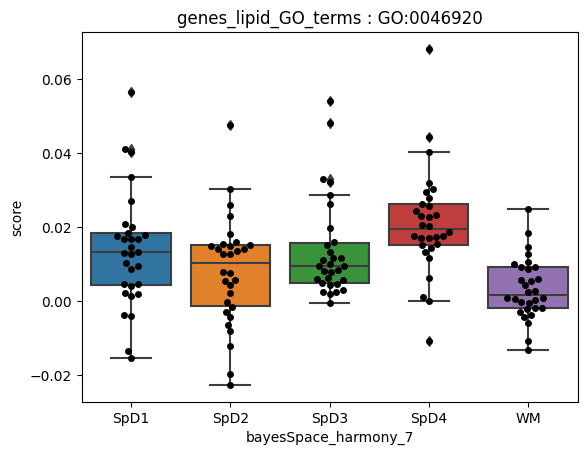 genes_lipid_GO_terms : GO:0046920
0.06
0.04
0.02
0.00
−0.02
score
SpD1 SpD2 SpD3 SpD4 WM
bayesSpace_harmony_7